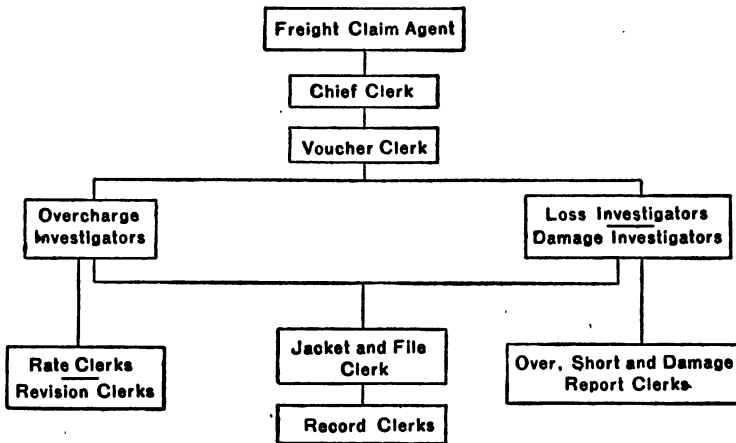 Freight Claim Agent
Chief Clerk
Voucher Clerk
Overcharge
Investigators
Loss Investigators
Damage Investigators
Rate Clerks
Revision Clerks
Jacket and File
Clerk
Over, Short and Damage
Report Clerks.
Record Clerks